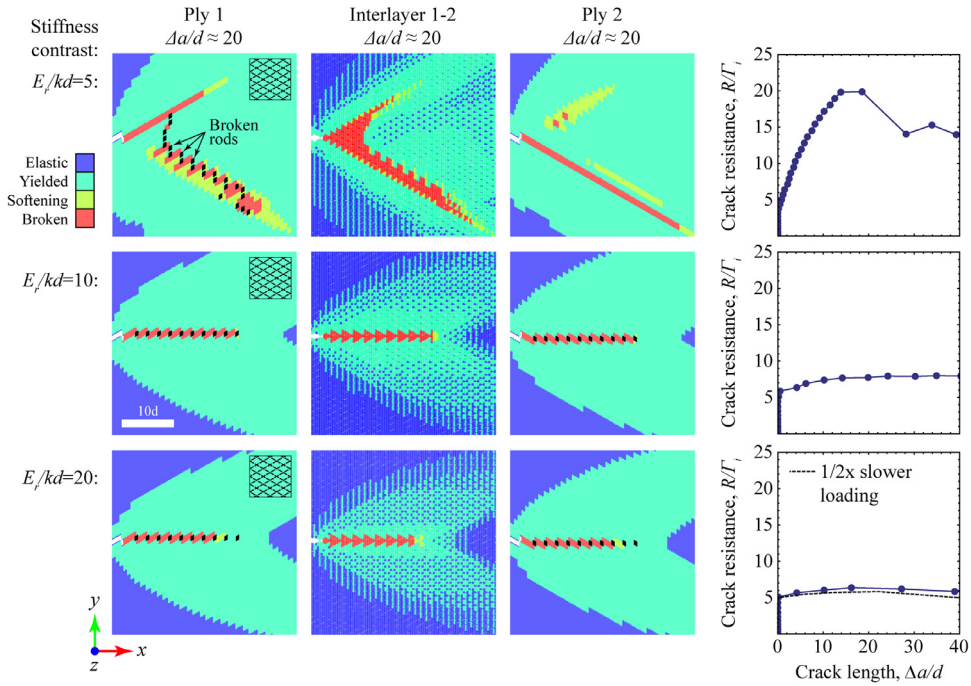 Stiffness
contrast:
Ply 1
Δa/d ≈ 20
Interlayer 1-2
Δa/d ≈ 20
Ply 2
Δa/d ≈ 20
E_r/kd=5:
Broken
rods
Elastic
Yielded
Softening
Broken
Crack resistance, R/Γ_i
25
20
15
10
5
E_r/kd=10:
10d
Crack resistance, R/Γ_i
25
20
15
10
5
E_r/kd=20:
Crack resistance, R/Γ_i
25
20
15
10
5
1/2x slower
loading
0 10 20 30 40
Crack length, Δa/d
y
z
x